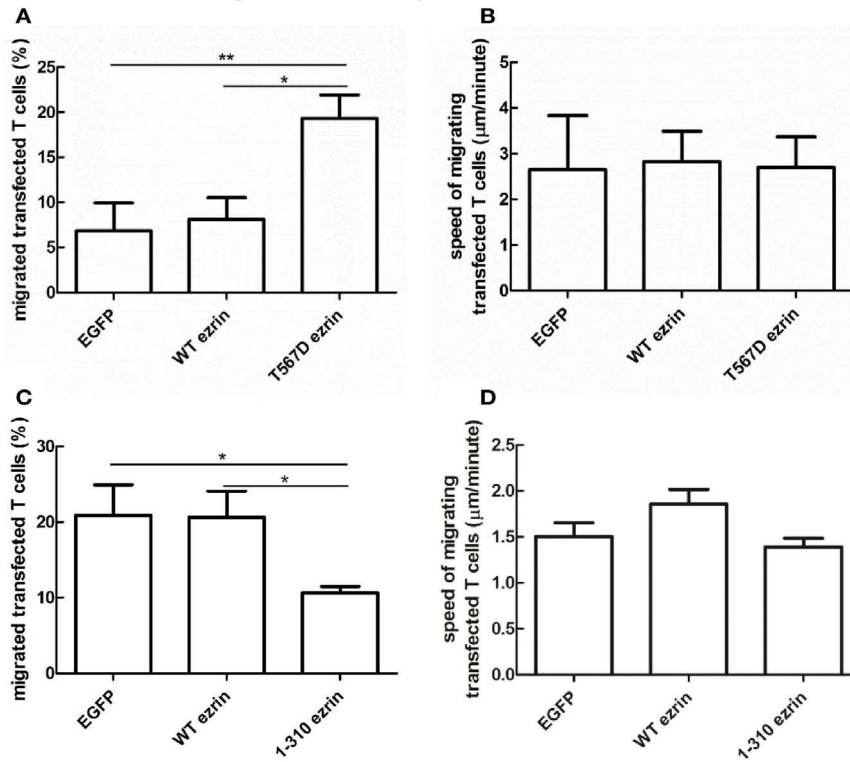 A
migrated transfected T cells (%)
25
20
15
10
5
0
**
*
EGFP
WT ezrin
T567D ezrin
B
speed of migrating
transfected T cells (μm/minute)
5
4
3
2
1
0
EGFP
WT ezrin
T567D ezrin
C
migrated transfected T cells (%)
30
20
10
0
*
*
EGFP
WT ezrin
1-310 ezrin
D
speed of migrating
transfected T cells (μm/minute)
2.5
2.0
1.5
1.0
0.5
0.0
EGFP
WT ezrin
1-310 ezrin